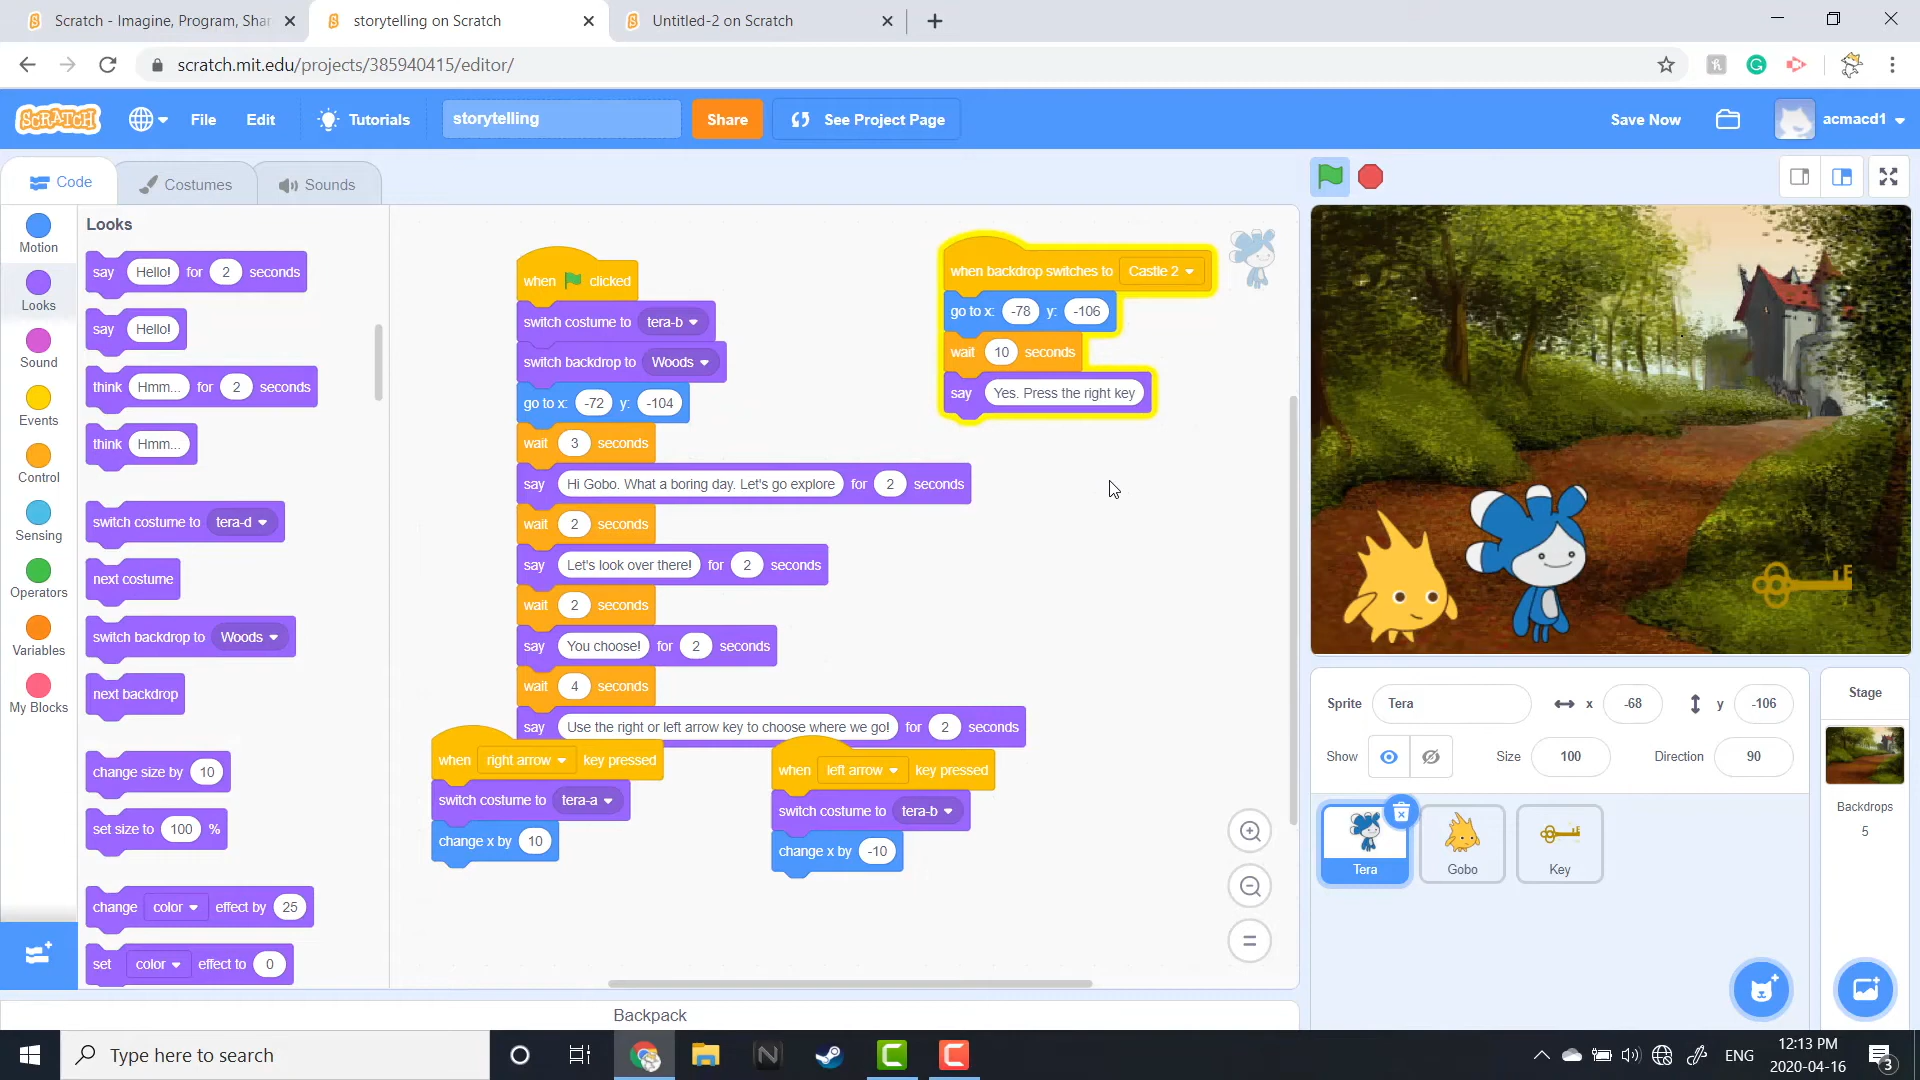 Scratch - Imagine, Program, Shar
storytelling on Scratch
Untitled-2 on Scratch
scratch.mit.edu/projects/385940415/editor/
SCRATCH
File
Edit
Tutorials
storytelling
Share
See Project Page
Save Now
acmacd1
Code
Costumes
Sounds
Motion
Looks
Sound
Events
Control
Sensing
Operators
Variables
My Blocks
Looks
say Hello! for 2 seconds
say Hello!
think Hmm... for 2 seconds
think Hmm...
switch costume to tera-d
next costume
switch backdrop to Woods
next backdrop
change size by 10
set size to 100 %
change color effect by 25
set color effect to 0
when clicked
switch costume to tera-b
switch backdrop to Woods
go to x: -72 y: -104
wait 3 seconds
say Hi Gobo. What a boring day. Let's go explore for 2 seconds
wait 2 seconds
say Let's look over there! for 2 seconds
wait 2 seconds
say You choose! for 2 seconds
wait 4 seconds
say Use the right or left arrow key to choose where we go! for 2 seconds
when right arrow key pressed
switch costume to tera-a
change x by 10
when left arrow key pressed
switch costume to tera-b
change x by -10
when backdrop switches to Castle 2
go to x: -78 y: -106
wait 10 seconds
say Yes. Press the right key
Backpack
Sprite Tera x -68 y -106
Show Size 100 Direction 90
Tera
Gobo
Key
Stage
Backdrops
5
Type here to search
ENG
12:13 PM
2020-04-16
3